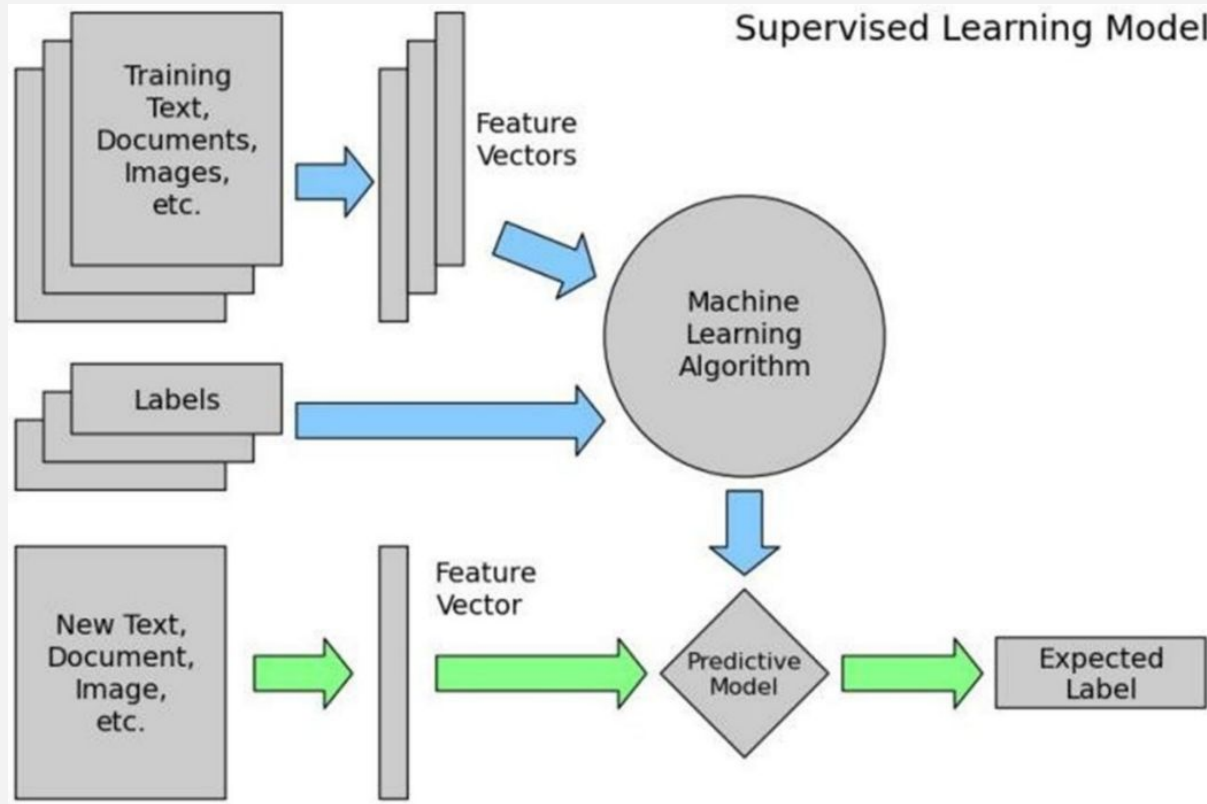 Supervised Learning Model
Training
Text,
Documents,
Images,
etc.
Feature
Vectors
Machine
Learning
Algorithm
Labels
New Text,
Document,
Image,
etc.
Feature
Vector
Predictive
Model
Expected
Label